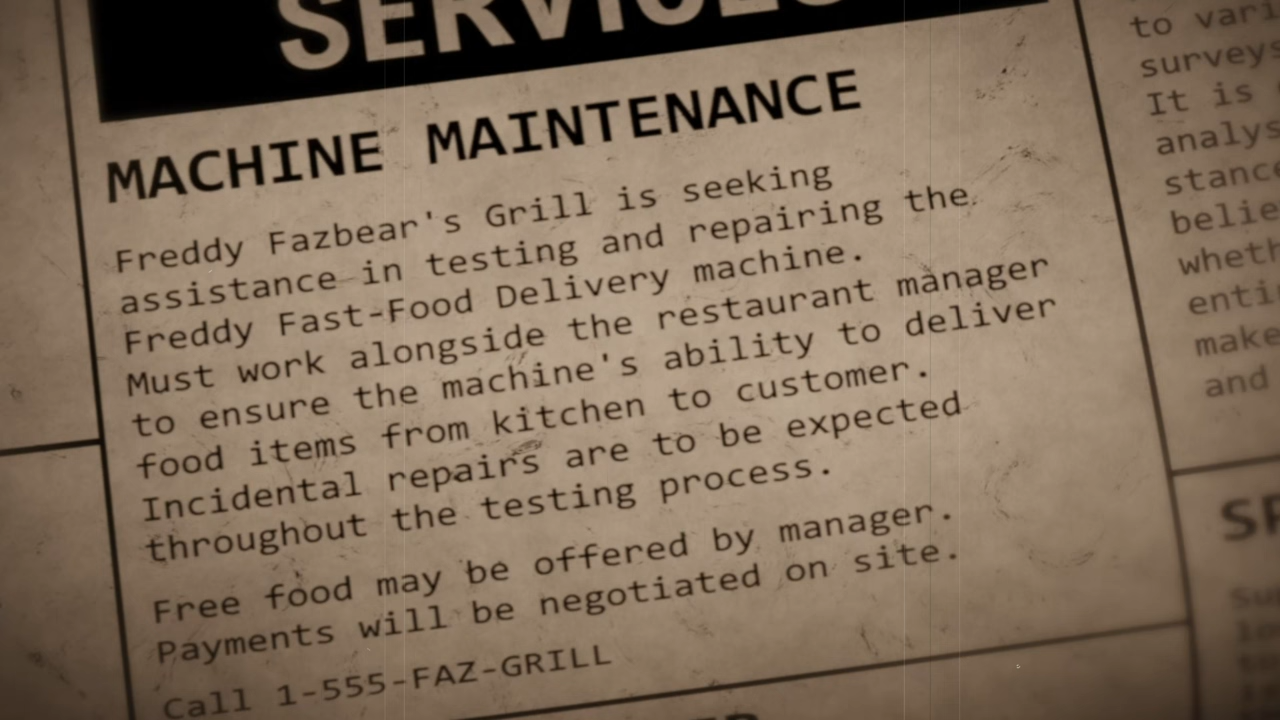 SERVICES
MACHINE MAINTENANCE
Freddy Fazbear's Grill is seeking
assistance in testing and repairing the
Freddy Fast-Food Delivery machine.
Must work alongside the restaurant manager
to ensure the machine's ability to deliver
food items from kitchen to customer.
Incidental repairs are to be expected
throughout the testing process.
Free food may be offered by manager.
Payments will be negotiated on site.
Call 1-555-FAZ-GRILL
to vari
surveys
It is
analys
stance
belie
wheth
enti
make
and
SP